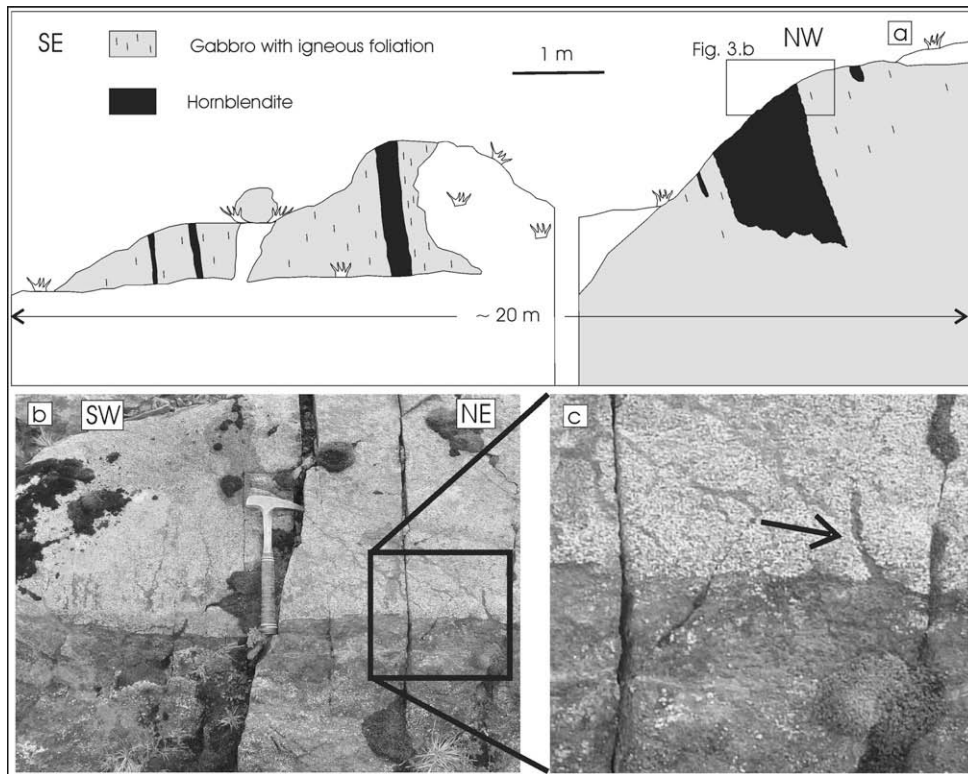 SE
Gabbro with igneous foliation
Hornblendite
1 m
Fig. 3.b
NW
a
~ 20 m
b
SW
NE
c